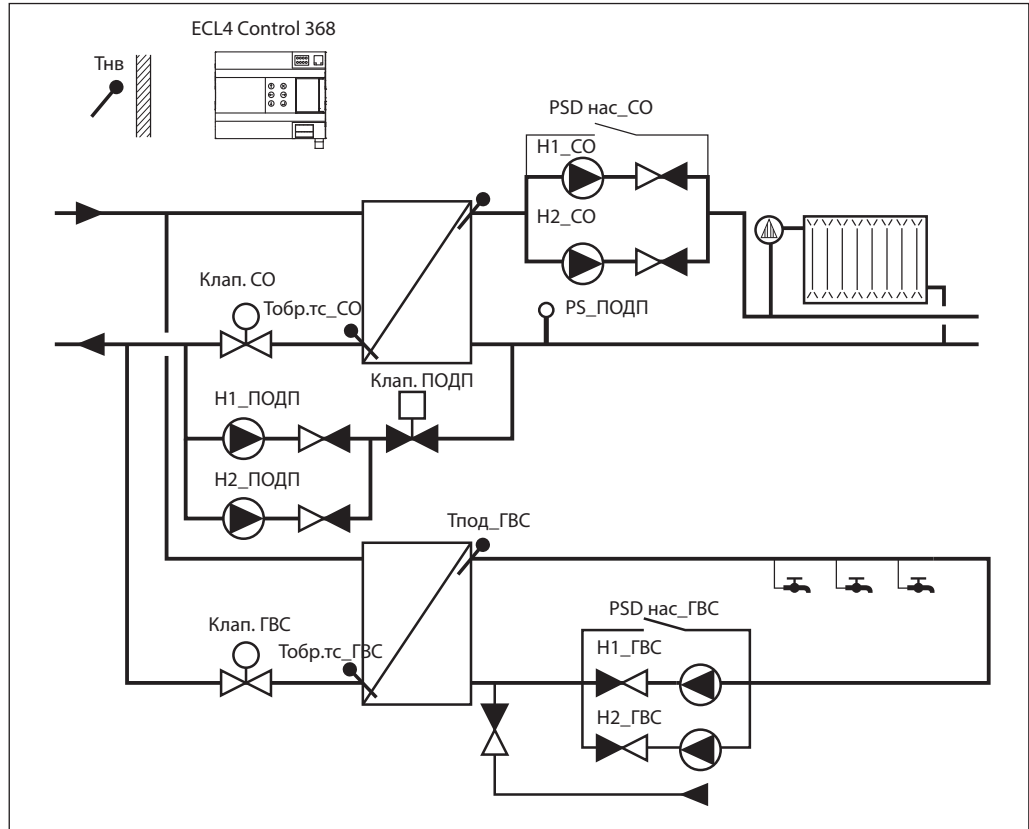 ECL4 Control 368
Тнв
PSD нас_СО
Н1_СО
Н2_СО
Клап. СО
Тобр.тс_СО
PS_ПОДП
Клап. ПОДП
Н1_ПОДП
Н2_ПОДП
Тпод_ГВС
Клап. ГВС
Тобр.тс_ГВС
PSD нас_ГВС
Н1_ГВС
Н2_ГВС